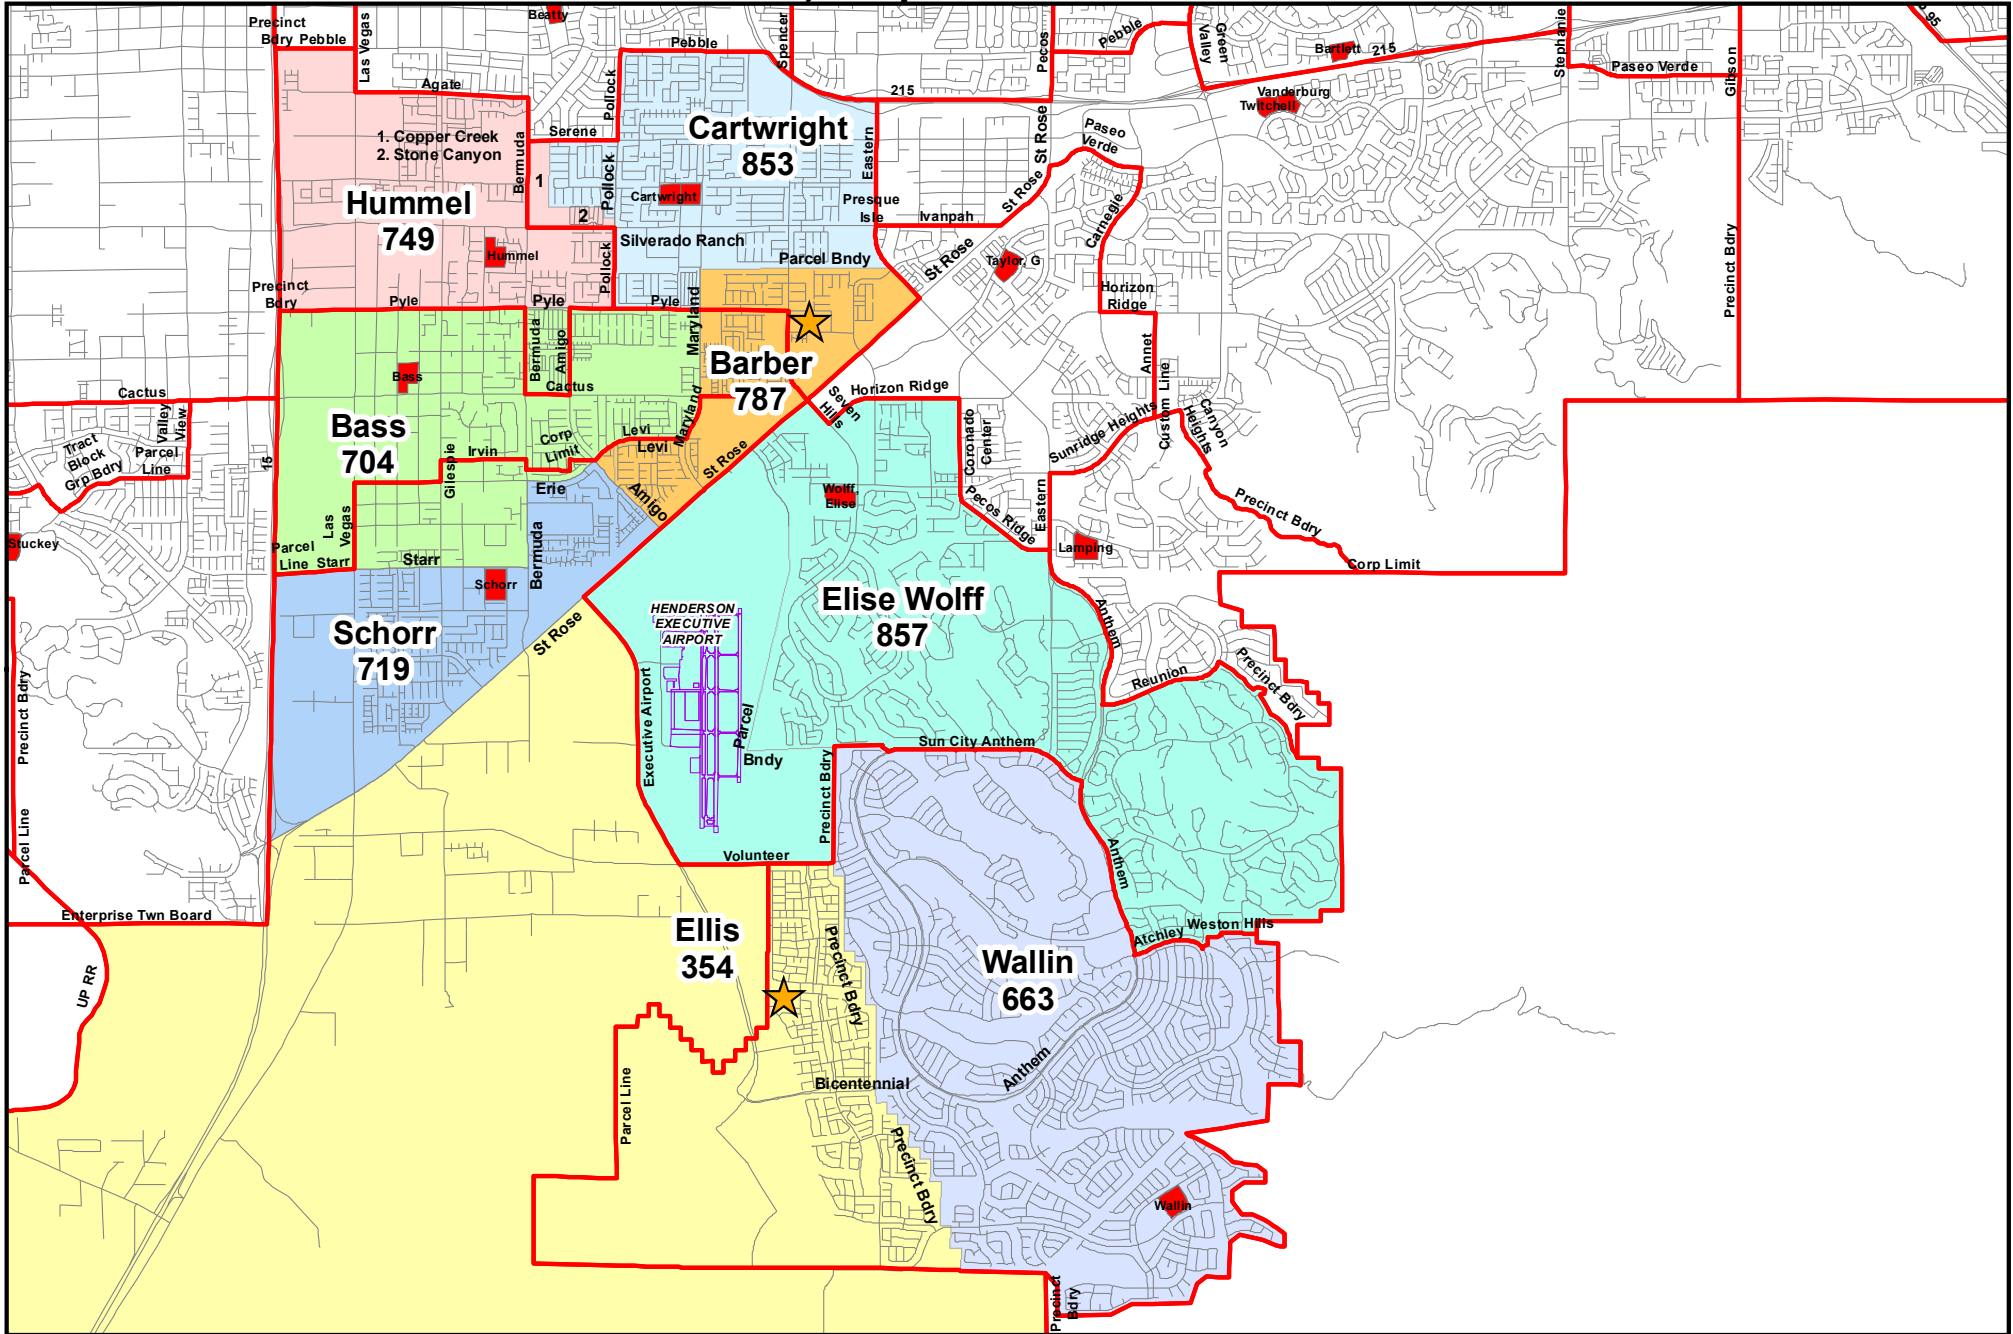 Beatty
Precinct
Bdry Pebble
Las Vegas
Pebble
Spencer
Pecos
Pebble
Green
Valley
Bartlett
215
Stephanie
Paseo Verde
Gibson
95
Agate
Pollock
215
Vanderburg
Twitchell
1. Copper Creek
2. Stone Canyon
Bermuda
Serene
Cartwright
853
Eastern
St Rose
Paseo
Verde
1
Pollock
Cartwright
2
Hummel
749
Presque
Isle
Ivanpah
St Rose
Carnegie
Hummel
Pollock
Silverado Ranch
Parcel Bndy
St Rose
Taylor, G
Precinct Bdry
Precinct
Bdry
Pyle
Pyle
Pyle
Maryland
Horizon
Ridge
Bermuda
Amigo
Barber
787
Annet
Custom Line
Bass
Cactus
Cactus
Horizon Ridge
Seven
Hills
Valley
View
Tract
Block
Grp Bdry
Parcel
Line
15
Bass
704
Gilespie
Irvin
Corp
Limit
Levi
Levi
Maryland
St Rose
Coronado
Center
Sunridge Heights
Canyon
Heights
Stuckey
Las
Vegas
Erie
Amigo
Wolff,
Elise
Pecos Ridge
Eastern
Precinct Bdry
Parcel
Line
Starr
Starr
Bermuda
Lamping
Corp Limit
Schorr
Schorr
719
St Rose
HENDERSON
EXECUTIVE
AIRPORT
Elise Wolff
857
Anthem
Reunion
Precinct Bdry
Precinct Bdry
Executive Airport
Parcel
Bndy
Sun City Anthem
Precinct Bdry
Parcel Line
Volunteer
Anthem
Enterprise Twn Board
Ellis
354
Precinct Bdry
Atchley
Weston Hills
UP RR
Wallin
663
Anthem
Bicentennial
Parcel Line
Precinct Bdry
Wallin
Precinct
Bdry